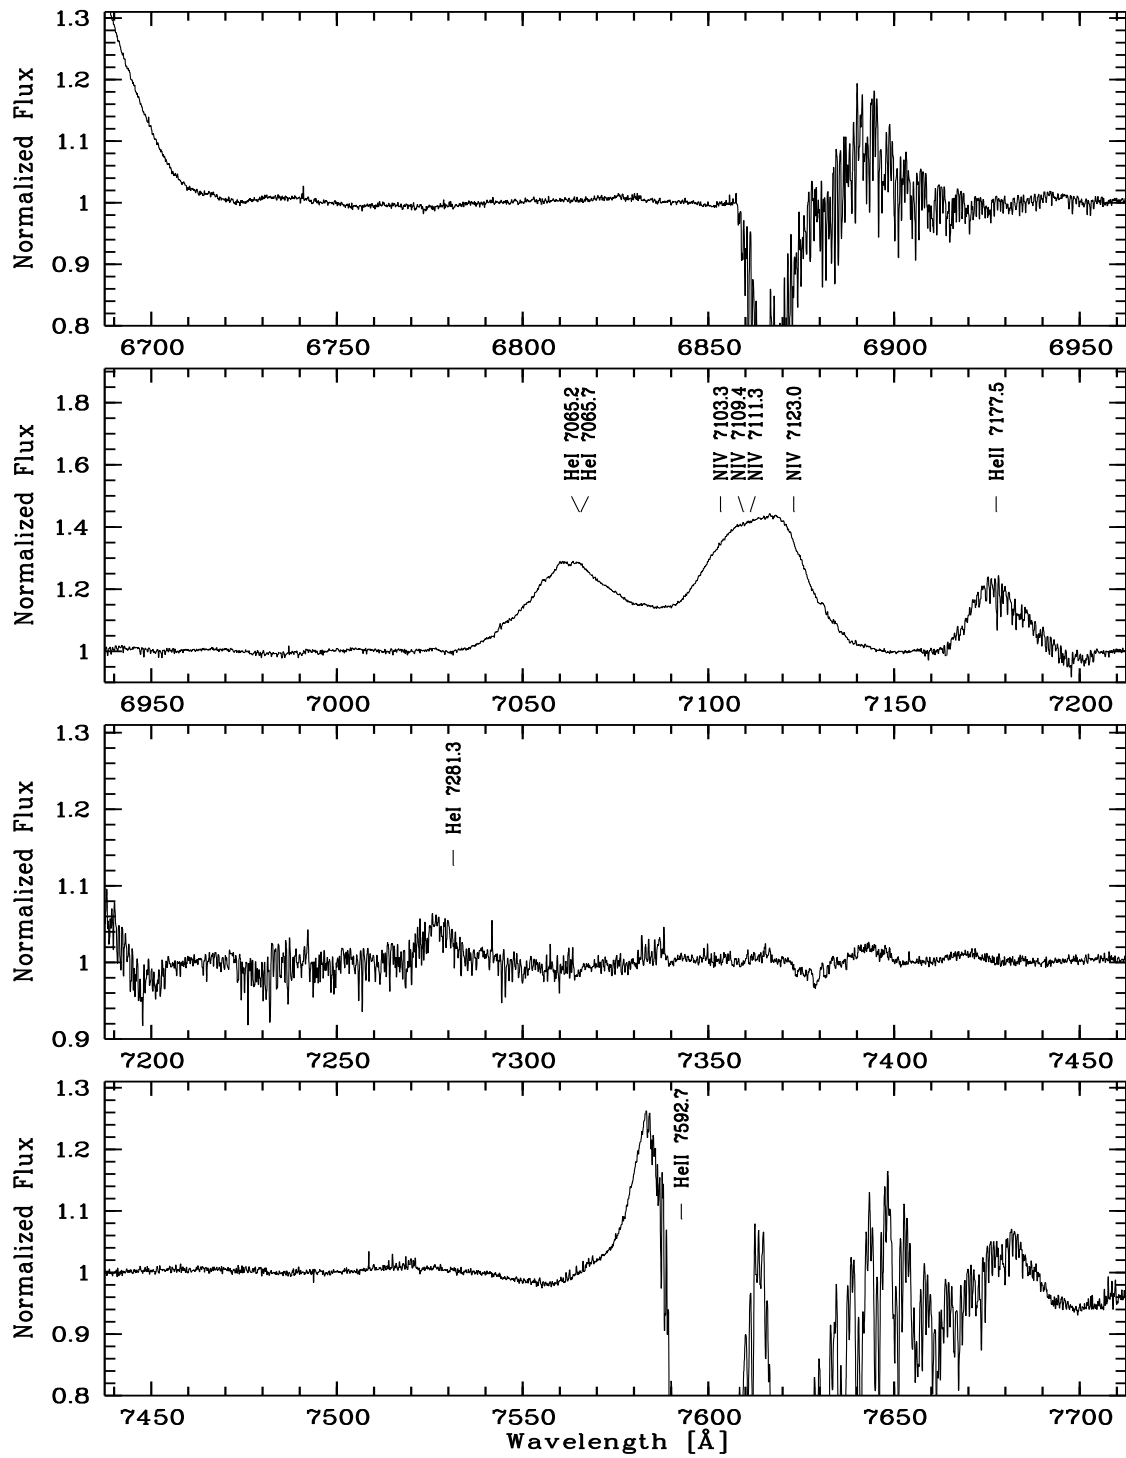 Normalized Flux
1.3
1.2
1.1
1
0.9
0.8
6700 6750 6800 6850 6900 6950
Normalized Flux
1.8
1.6
1.4
1.2
1
HeI 7065.2
HeI 7065.7
NIV 7103.3
NIV 7109.4
NIV 7111.3
NIV 7123.0
HeII 7177.5
6950 7000 7050 7100 7150 7200
Normalized Flux
1.3
1.2
1.1
1
0.9
HeI 7281.3
7200 7250 7300 7350 7400 7450
Normalized Flux
1.3
1.2
1.1
1
0.9
0.8
HeII 7592.7
7450 7500 7550 7600 7650 7700
Wavelength [Å]